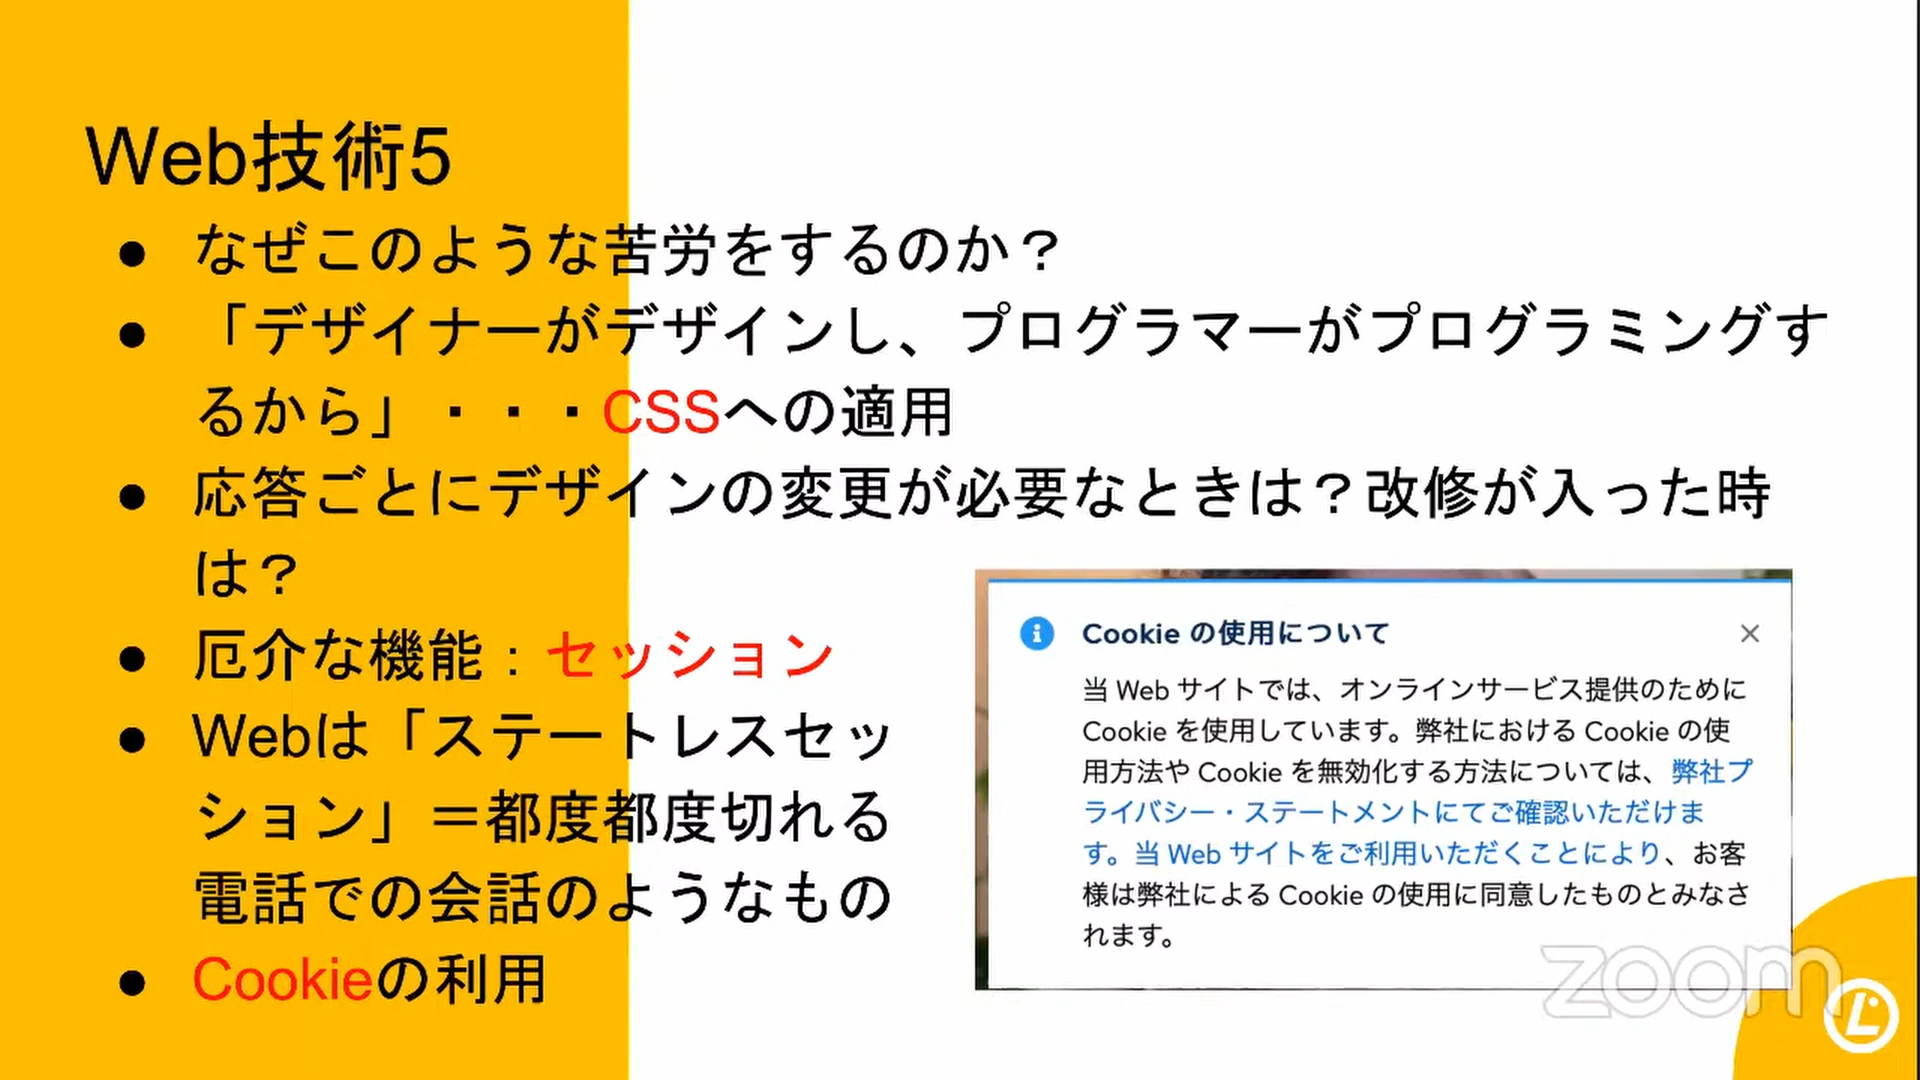 Web技術5
● なぜこのような苦労をするのか？
● 「デザイナーがデザインし、プログラマーがプログラミングす
るから」・・・CSSへの適用
● 応答ごとにデザインの変更が必要なときは？改修が入った時
は？
● 厄介な機能：セッション
● Webは「ステートレスセッ
ション」＝都度都度切れる
電話での会話のようなもの
● Cookieの利用
Cookie の使用について
当 Web サイトでは、オンラインサービス提供のために
Cookie を使用しています。弊社における Cookie の使
用方法や Cookie を無効化する方法については、弊社プ
ライバシー・ステートメントにてご確認いただけま
す。当 Web サイトをご利用いただくことにより、お客
様は弊社による Cookie の使用に同意したものとみなさ
れます。
zoom
L